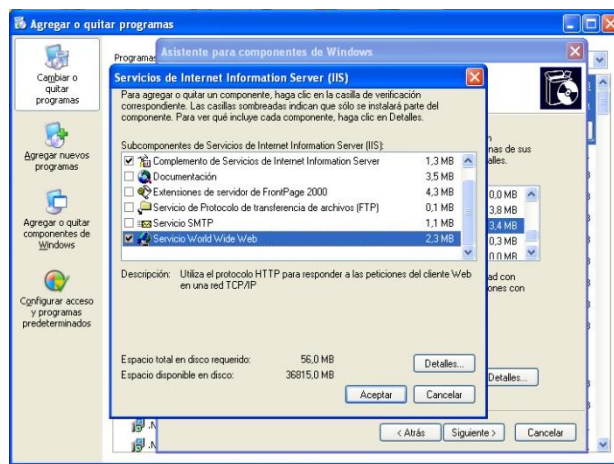 Agregar o quitar programas
Cambiar o
quitar
programas
Agregar nuevos
programas
Agregar o quitar
componentes de
Windows
Configurar acceso
y programas
predeterminados
Programas
Asistente para componentes de Windows
Servicios de Internet Information Server (IIS)
Para agregar o quitar un componente, haga clic en la casilla de verificación
correspondiente. Las casillas sombreadas indican que sólo se instalará parte del
componente. Para ver qué incluye cada componente, haga clic en Detalles.
Subcomponentes de Servicios de Internet Information Server (IIS):
Complemento de Servicios de Internet Information Server 1,3 MB
Documentación 3,5 MB
Extensiones de servidor de FrontPage 2000 4,3 MB
Servicio de Protocolo de transferencia de archivos (FTP) 0,1 MB
Servicio SMTP 1,1 MB
Servicio World Wide Web 2,3 MB
Descripción: Utiliza el protocolo HTTP para responder a las peticiones del cliente Web
en una red TCP/IP
Espacio total en disco requerido: 56,0 MB
Espacio disponible en disco: 36815,0 MB
Detalles...
Aceptar Cancelar
nas de sus
alles.
0,0 MB
3,8 MB
3,4 MB
0,3 MB
0,0 MB
ad con
ones con
Detalles...
< Atrás Siguiente > Cancelar
.N
.N